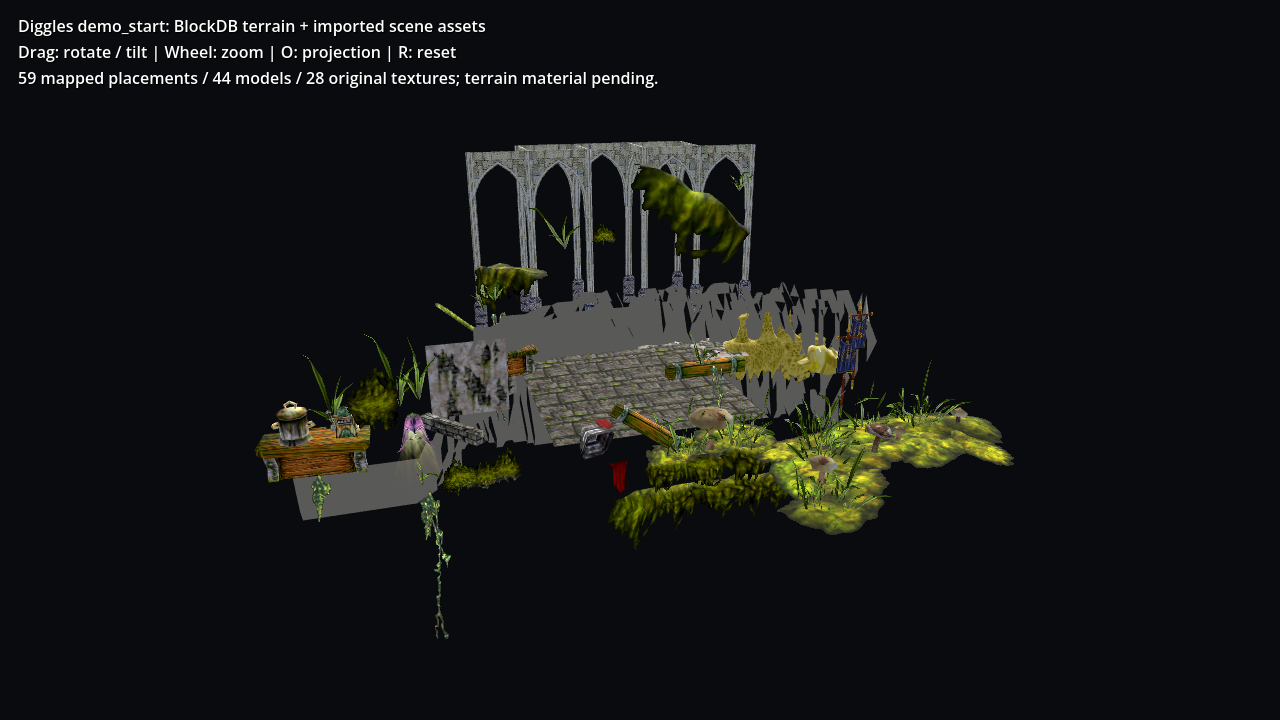 Diggles demo_start: BlockDB terrain + imported scene assets
Drag: rotate / tilt | Wheel: zoom | O: projection | R: reset
59 mapped placements / 44 models / 28 original textures; terrain material pending.